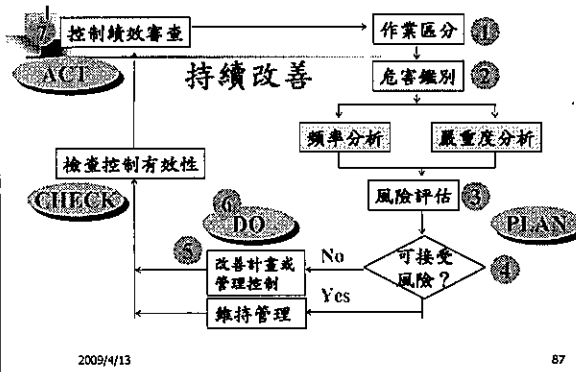 7 控制績效審查
作業區分 1
ACT
持續改善
危害鑑別 2
頻率分析
嚴重度分析
檢查控制有效性
CHECK
風險評估 3
6
DO
PLAN
5
改善計畫或
管理控制
No
可接受
風險？
4
Yes
維持管理
2009/4/13
87